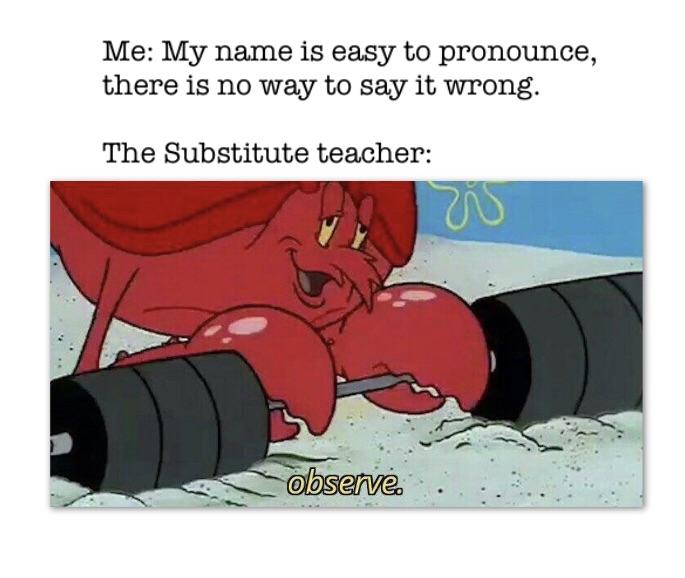 Me: My name is easy to pronounce,
there is no way to say it wrong.
The Substitute teacher:
observe.